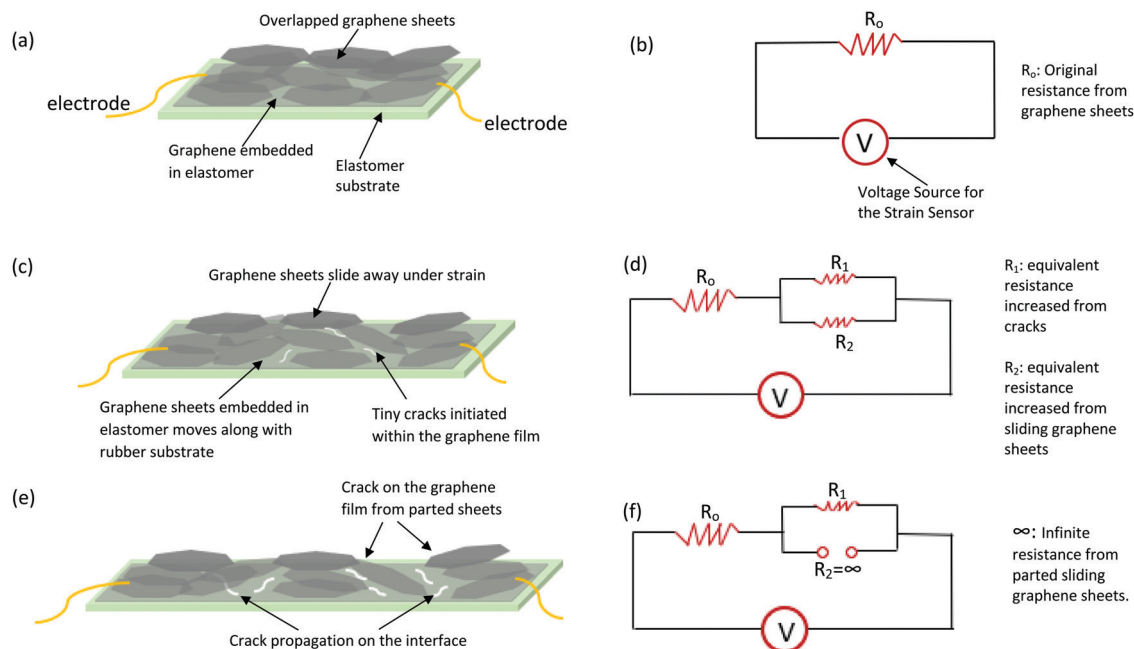 (a)
Overlapped graphene sheets
electrode
electrode
Graphene embedded
in elastomer
Elastomer
substrate
(b)
Ro
Ro: Original
resistance from
graphene sheets
V
Voltage Source for
the Strain Sensor
(c)
Graphene sheets slide away under strain
Graphene sheets embedded in
elastomer moves along with
rubber substrate
Tiny cracks initiated
within the graphene film
(d)
Ro
R1
R2
V
R1: equivalent
resistance
increased from
cracks
R2: equivalent
resistance
increased from
sliding graphene
sheets
(e)
Crack on the graphene
film from parted sheets
Crack propagation on the interface
(f)
Ro
R1
R2=∞
V
∞: Infinite
resistance from
parted sliding
graphene sheets.